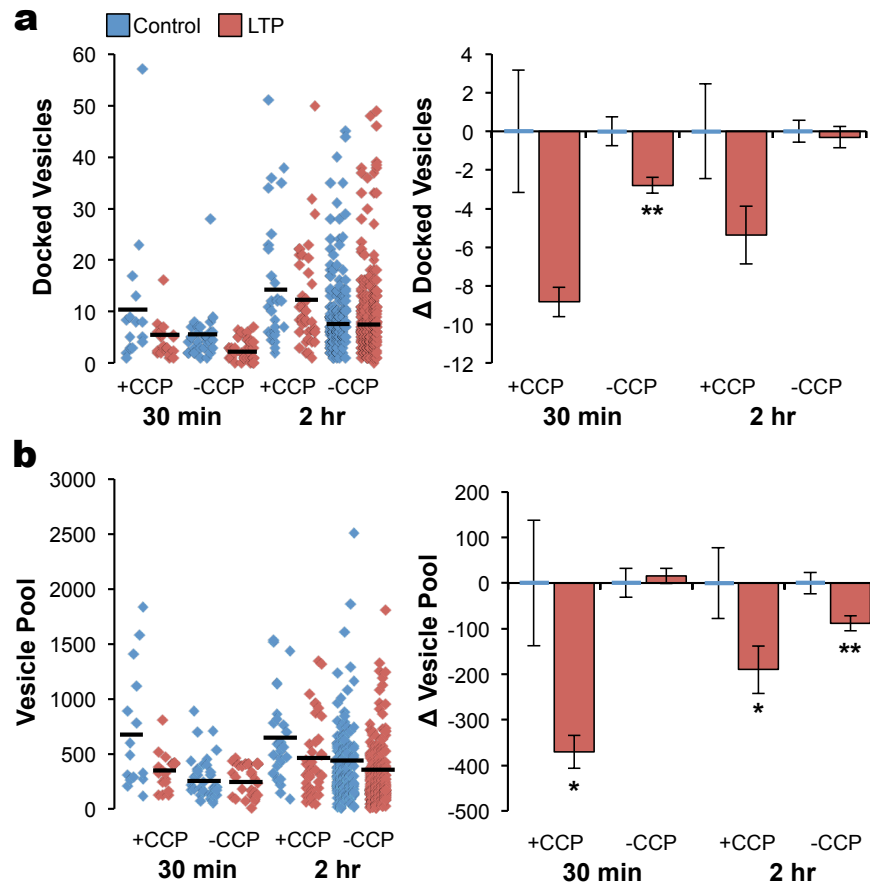 a
Control LTP
Docked Vesicles
60
50
40
30
20
10
0
+CCP -CCP +CCP -CCP
30 min 2 hr
Δ Docked Vesicles
4
2
0
-2
-4
-6
-8
-10
-12
**
+CCP -CCP +CCP -CCP
30 min 2 hr
b
Vesicle Pool
3000
2500
2000
1500
1000
500
0
+CCP -CCP +CCP -CCP
30 min 2 hr
Δ Vesicle Pool
200
100
0
-100
-200
-300
-400
-500
*
*
**
+CCP -CCP +CCP -CCP
30 min 2 hr